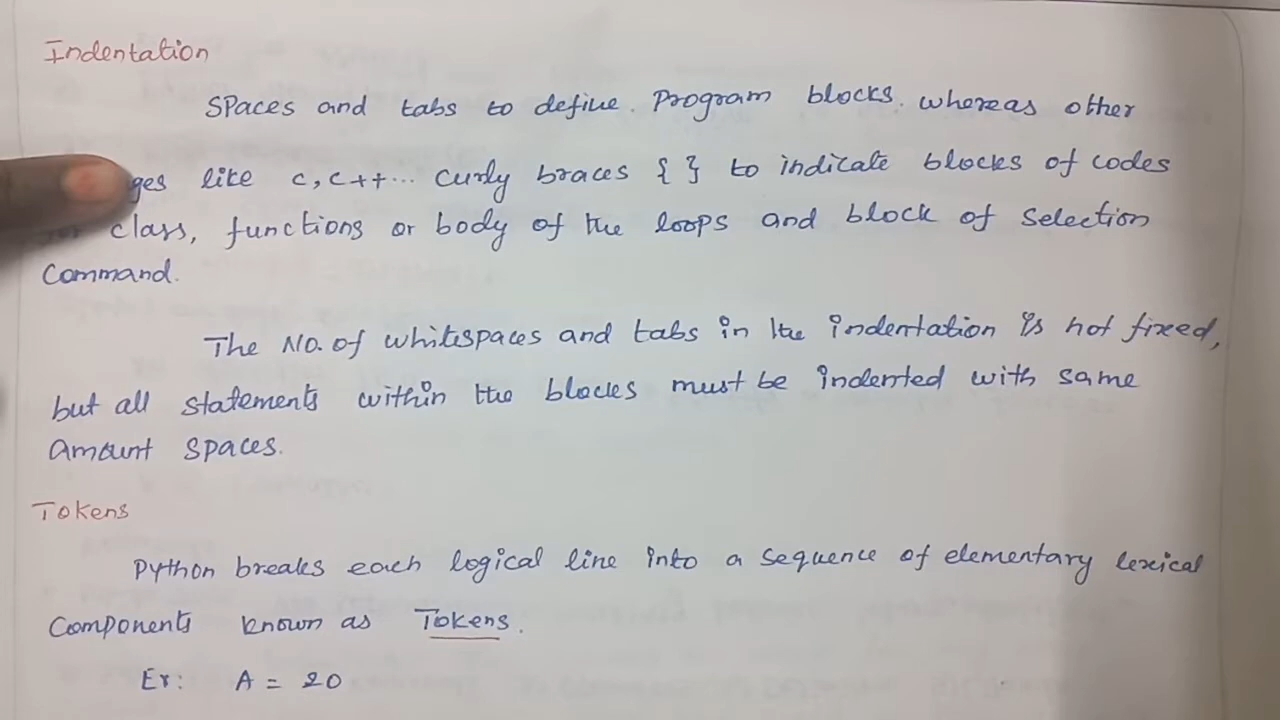 Indentation
Spaces and tabs to define program blocks. whereas other
ges like c, c++... curly braces { } to indicate blocks of codes
class, functions or body of the loops and block of selection
command.
The No. of whitespaces and tabs in the indentation is not fixed,
but all statements within the blocks must be indented with same
amount spaces.
Tokens
Python breaks each logical line into a sequence of elementary lexical
components known as Tokens.
Ex: A = 20